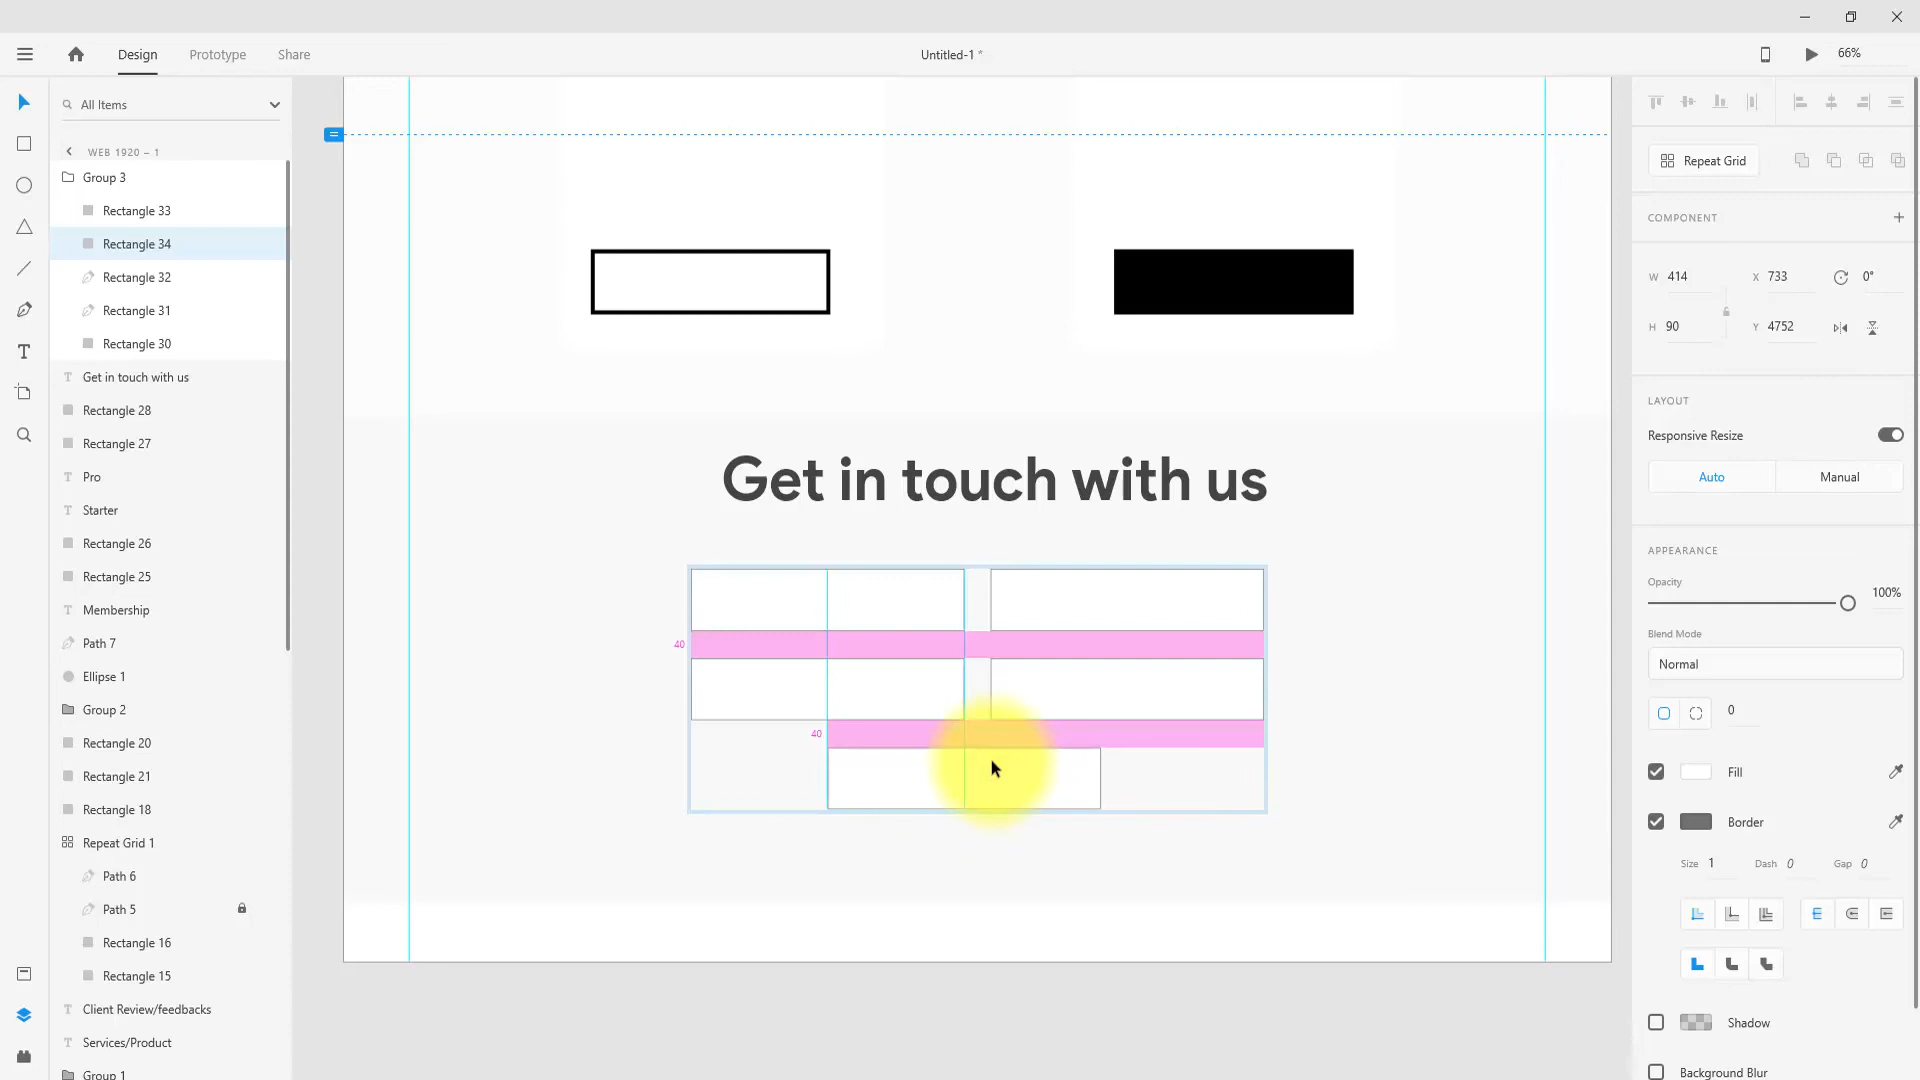 Design
Prototype
Share
Untitled-1 *
66%
All Items
WEB 1920 – 1
Group 3
Rectangle 33
Rectangle 34
Rectangle 32
Rectangle 31
Rectangle 30
Get in touch with us
Rectangle 28
Rectangle 27
Pro
Starter
Rectangle 26
Rectangle 25
Membership
Path 7
Ellipse 1
Group 2
Rectangle 20
Rectangle 21
Rectangle 18
Repeat Grid 1
Path 6
Path 5
Rectangle 16
Rectangle 15
Client Review/feedbacks
Services/Product
Group 1
Get in touch with us
40
40
Repeat Grid
COMPONENT
W 414 X 733 0°
H 90 Y 4752
LAYOUT
Responsive Resize
Auto Manual
APPEARANCE
Opacity
100%
Blend Mode
Normal
0
Fill
Border
Size 1 Dash 0 Gap 0
Shadow
Background Blur